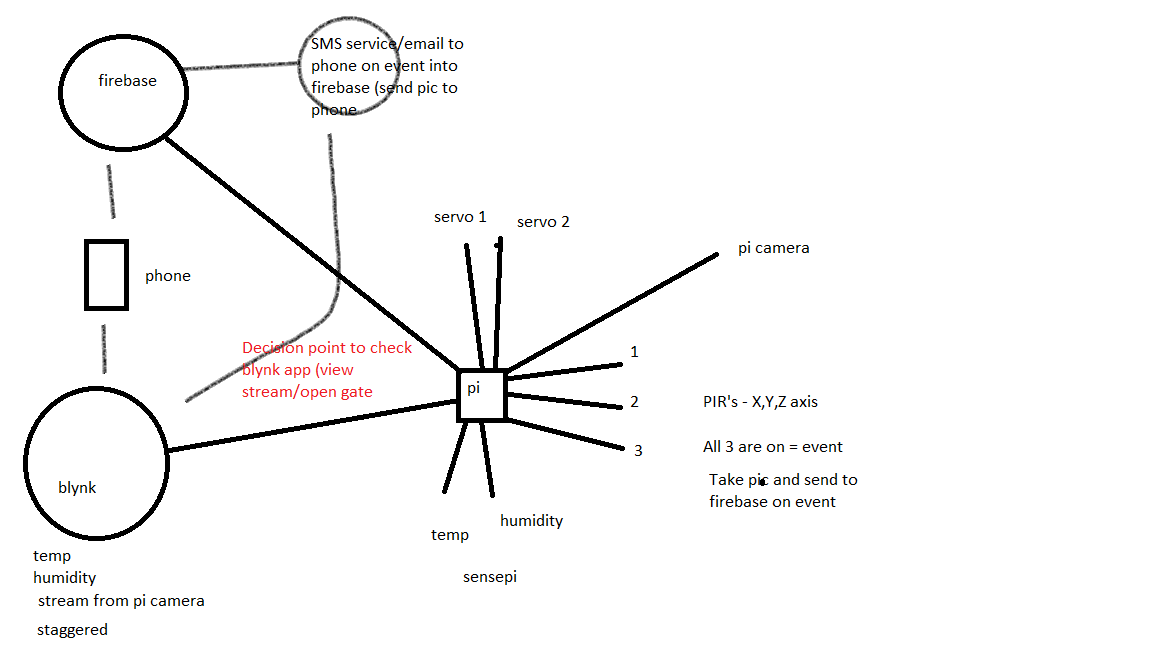 firebase
SMS service/email to
phone on event into
firebase (send pic to
phone
servo 1
servo 2
pi camera
phone
Decision point to check
blynk app (view
stream/open gate
pi
1
2
3
PIR's - X,Y,Z axis
All 3 are on = event
Take pic and send to
firebase on event
blynk
temp
humidity
sensepi
temp
humidity
stream from pi camera
staggered